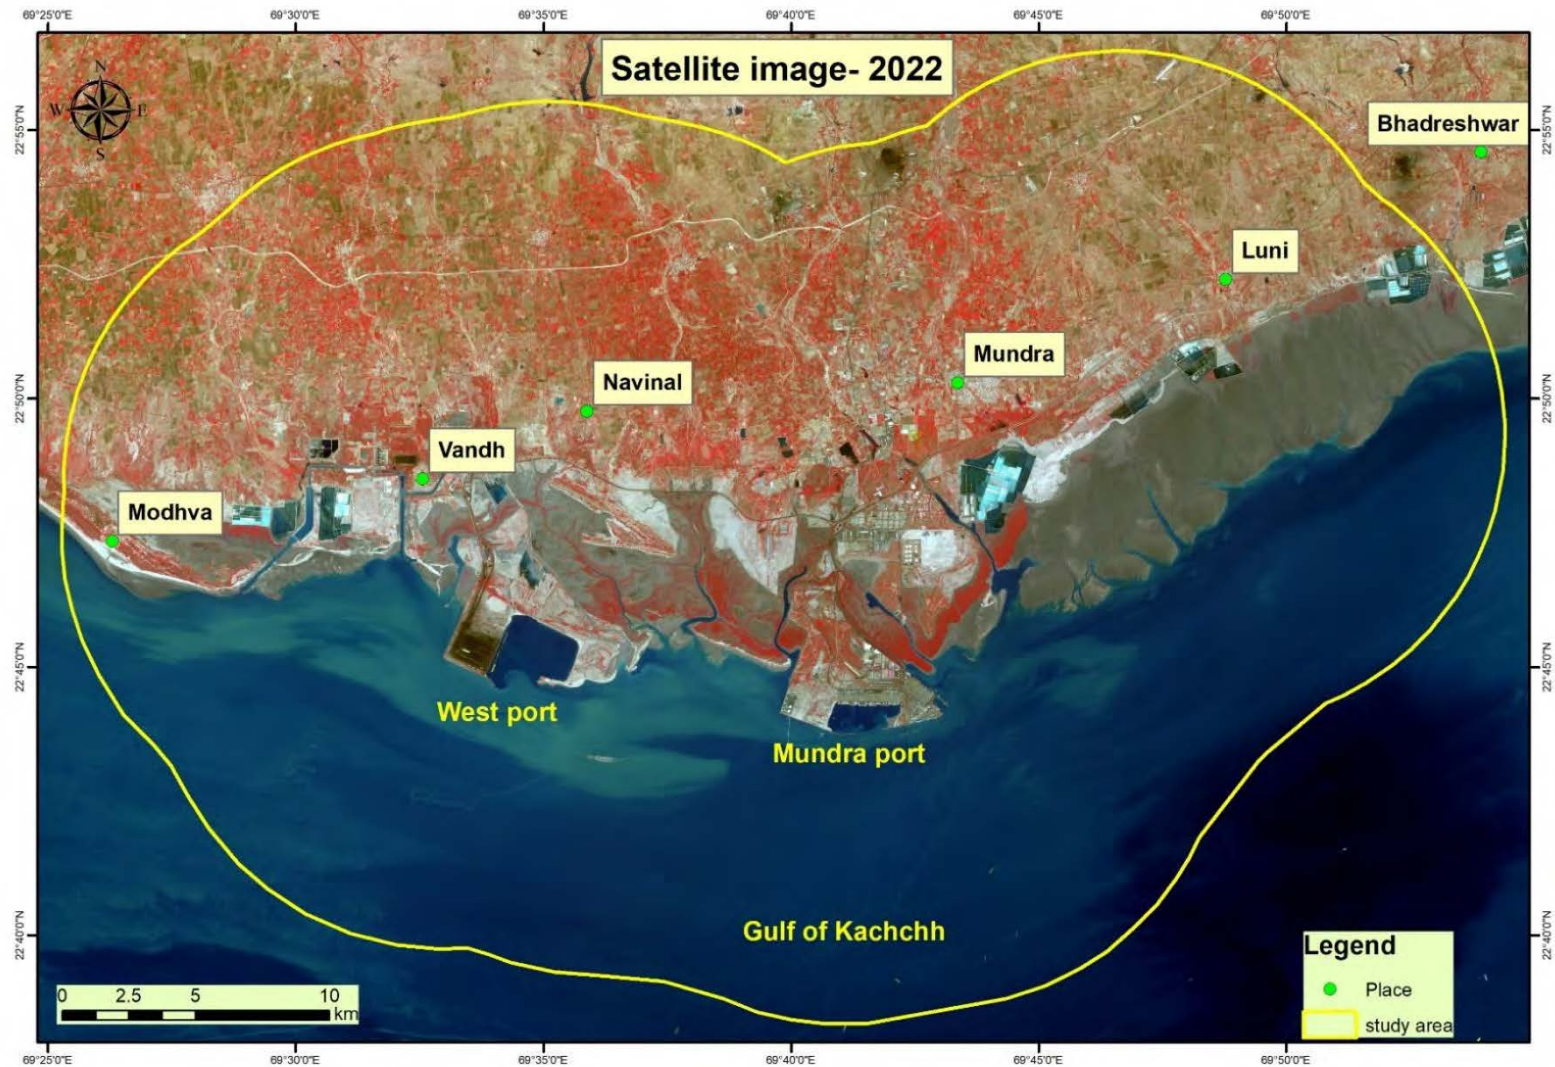 69°25'0"E 69°30'0"E 69°35'0"E 69°40'0"E 69°45'0"E 69°50'0"E
Satellite image- 2022
N
W E
S
22°55'0"N 22°55'0"N
Bhadreshwar
Luni
Mundra
Navinal
22°50'0"N 22°50'0"N
Vandh
Modhva
22°45'0"N 22°45'0"N
West port
Mundra port
Gulf of Kachchh
22°40'0"N 22°40'0"N
Legend
Place
study area
0 2.5 5 10
km
69°25'0"E 69°30'0"E 69°35'0"E 69°40'0"E 69°45'0"E 69°50'0"E